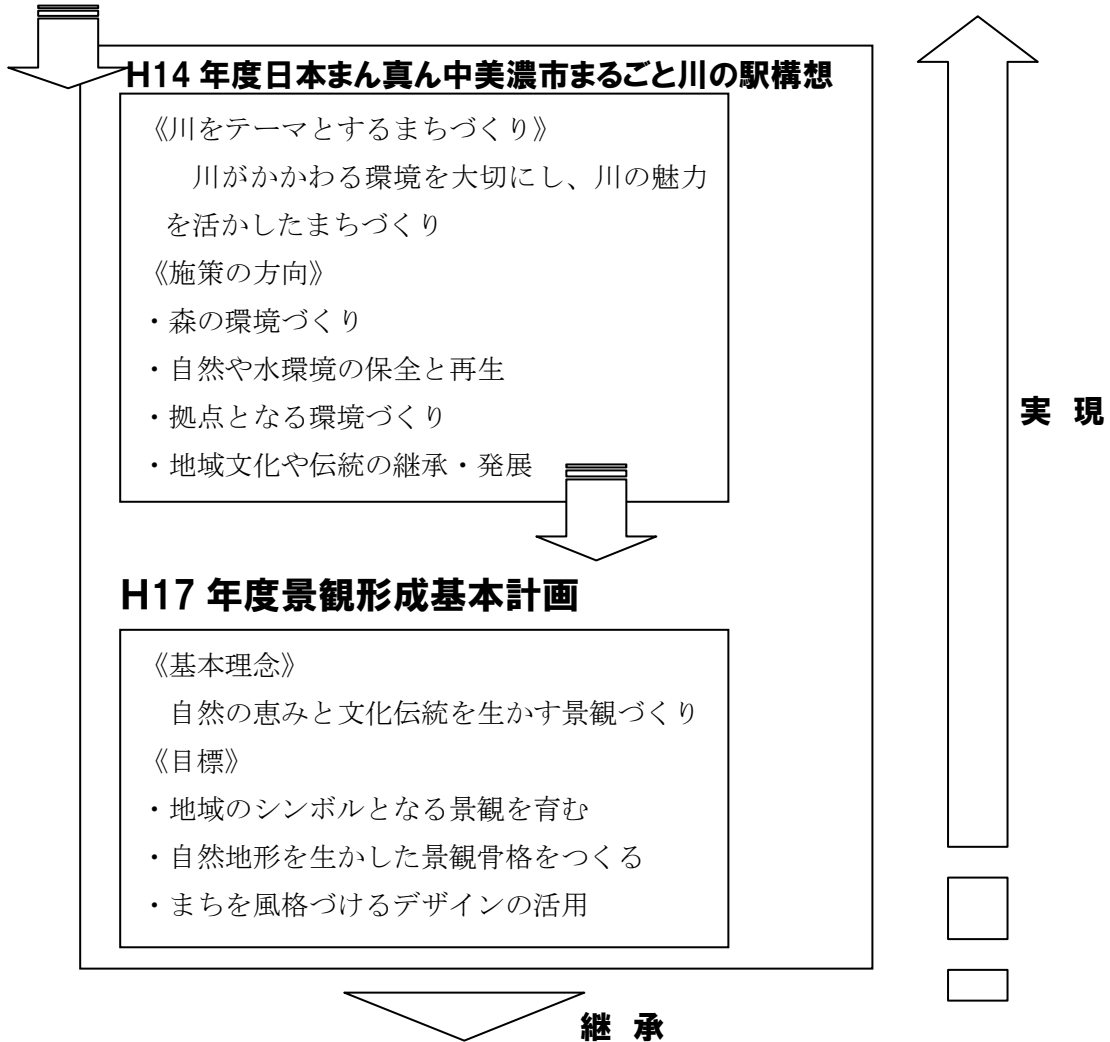 H14年度日本まん真ん中美濃市まるごと川の駅構想
《川をテーマとするまちづくり》
川がかかわる環境を大切にし、川の魅力
を活かしたまちづくり
《施策の方向》
・森の環境づくり
・自然や水環境の保全と再生
・拠点となる環境づくり
・地域文化や伝統の継承・発展
実 現
H17 年度景観形成基本計画
《基本理念》
自然の恵みと文化伝統を生かす景観づくり
《目標》
・地域のシンボルとなる景観を育む
・自然地形を生かした景観骨格をつくる
・まちを風格づけるデザインの活用
継 承